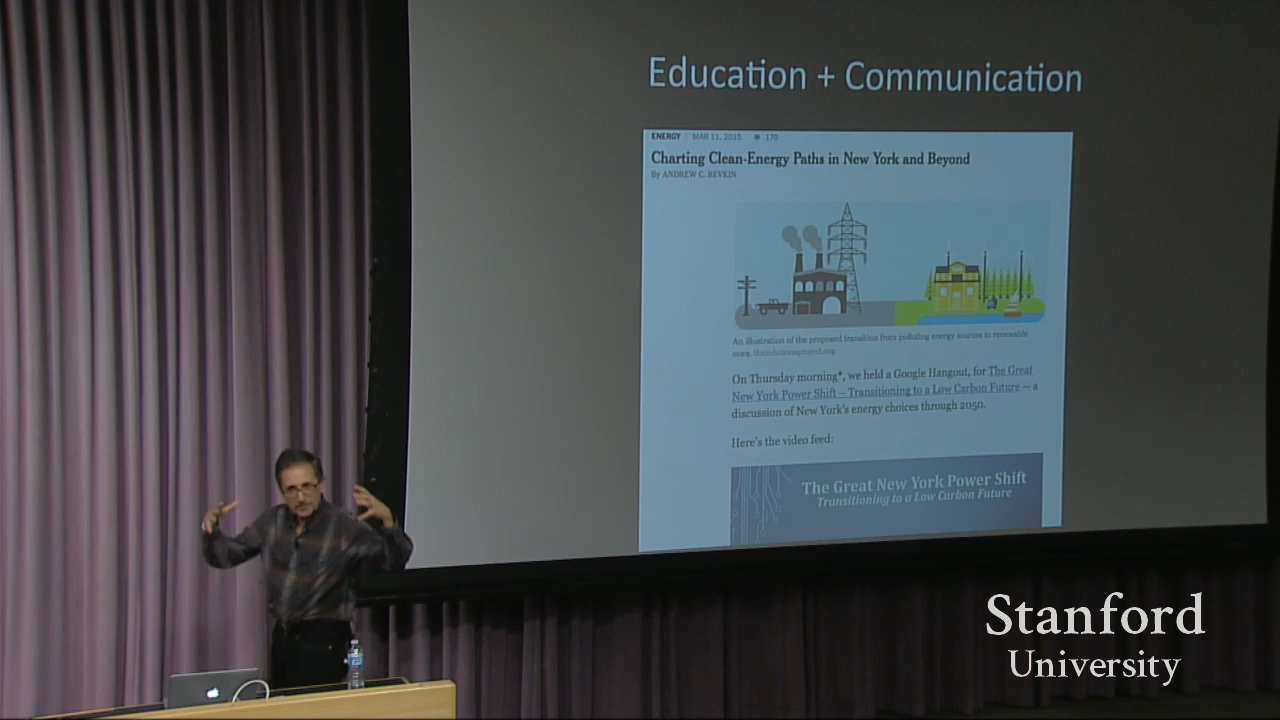 Education + Communication
ENERGY | MAR 11, 2015 170
Charting Clean-Energy Paths in New York and Beyond
By ANDREW C. REVKIN
An illustration of the proposed transition from polluting energy sources to renewable
ones. thesolutionsproject.org
On Thursday morning*, we held a Google Hangout, for The Great
New York Power Shift – Transitioning to a Low Carbon Future — a
discussion of New York's energy choices through 2050.
Here's the video feed:
The Great New York Power Shift
Transitioning to a Low Carbon Future
Stanford
University